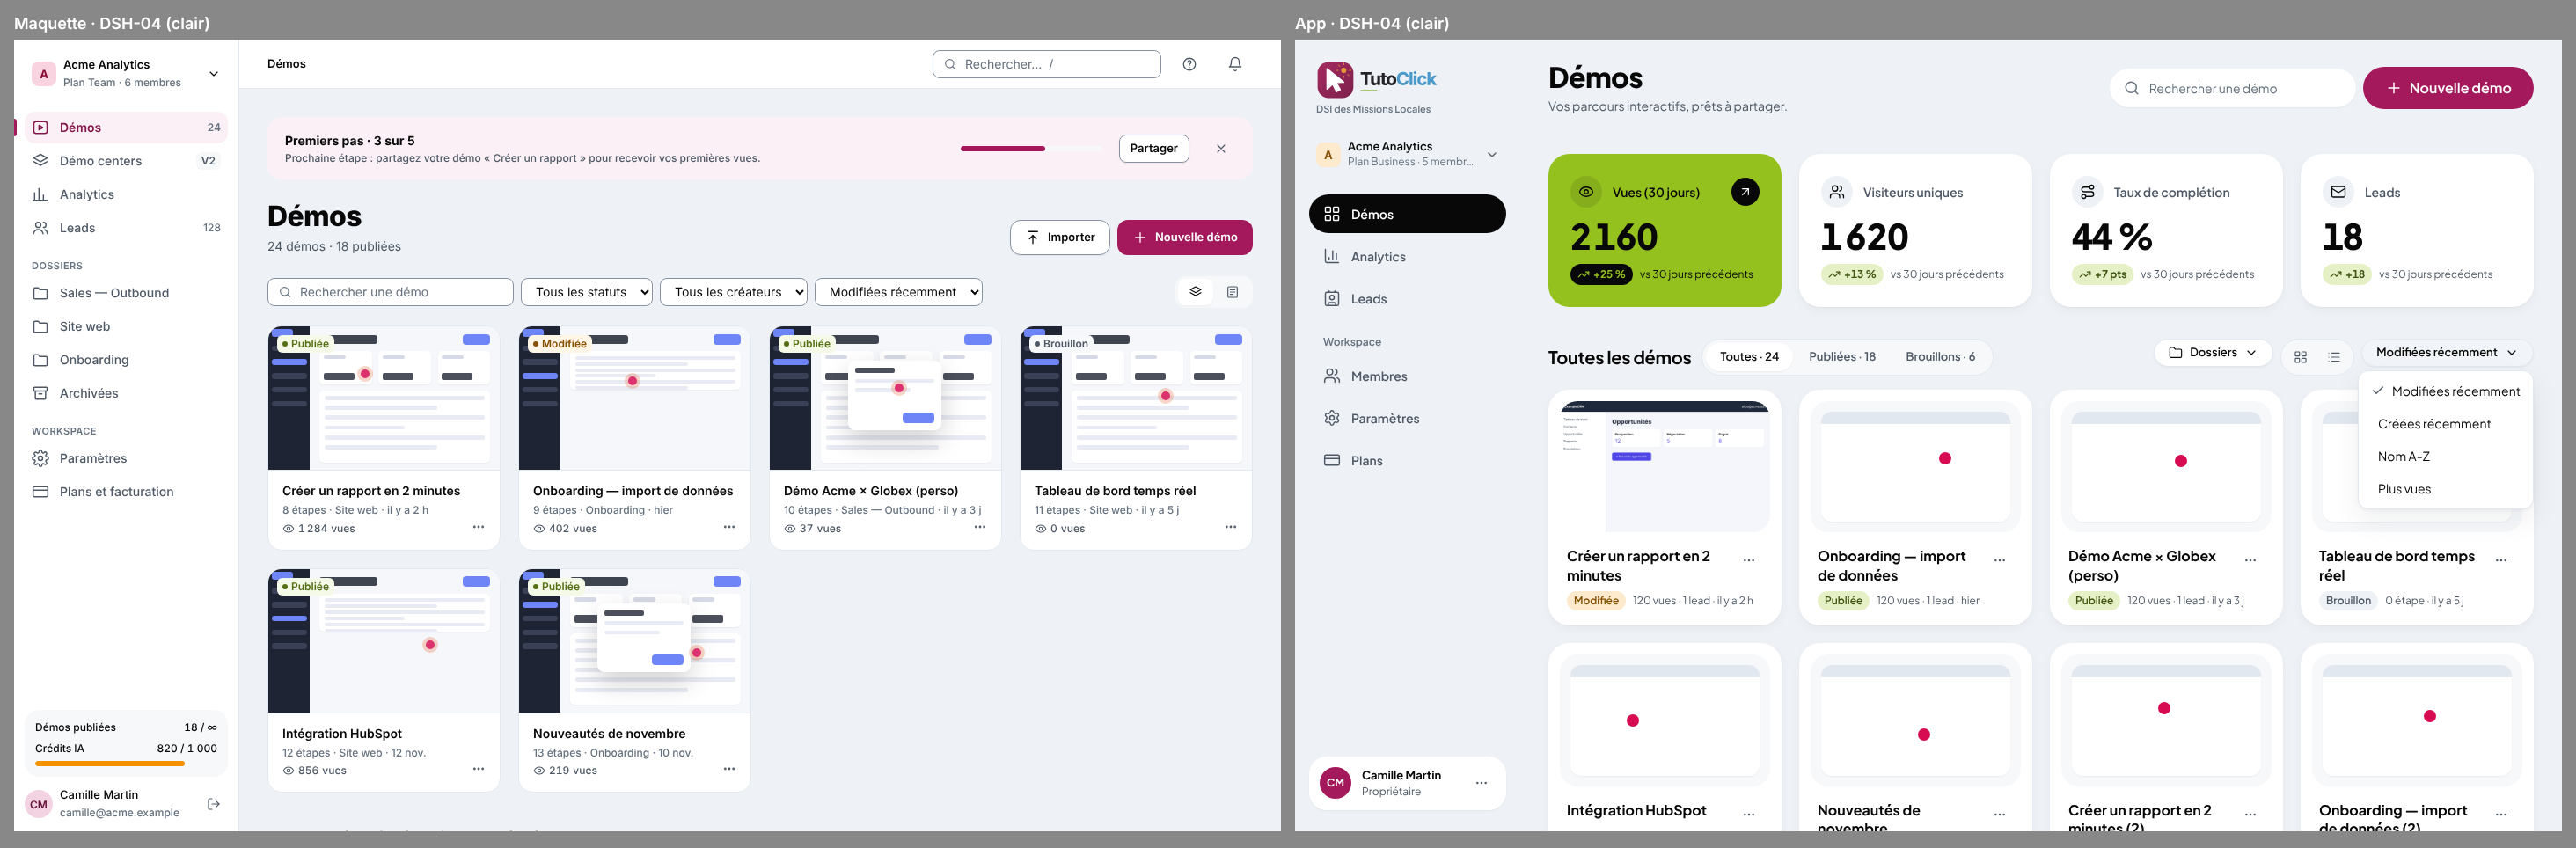 Maquette · DSH-04 (clair)
A
Acme Analytics
Plan Team · 6 membres
Démos
24
Démo centers
V2
Analytics
Leads
128
DOSSIERS
Sales — Outbound
Site web
Onboarding
Archivées
WORKSPACE
Paramètres
Plans et facturation
Démos publiées
18 / ∞
Crédits IA
820 / 1 000
CM
Camille Martin
camille@acme.example
Démos
Rechercher... /
Premiers pas · 3 sur 5
Prochaine étape : partagez votre démo « Créer un rapport » pour recevoir vos premières vues.
Partager
Démos
24 démos · 18 publiées
Importer
Nouvelle démo
Rechercher une démo
Tous les statuts
Tous les créateurs
Modifiées récemment
Publiée
Créer un rapport en 2 minutes
8 étapes · Site web · il y a 2 h
1 284 vues
Modifiée
Onboarding — import de données
9 étapes · Onboarding · hier
402 vues
Publiée
Démo Acme × Globex (perso)
10 étapes · Sales — Outbound · il y a 3 j
37 vues
Brouillon
Tableau de bord temps réel
11 étapes · Site web · il y a 5 j
0 vues
Publiée
Intégration HubSpot
12 étapes · Site web · 12 nov.
856 vues
Publiée
Nouveautés de novembre
13 étapes · Onboarding · 10 nov.
219 vues
App · DSH-04 (clair)
TutoClick
DSI des Missions Locales
A
Acme Analytics
Plan Business · 5 membr...
Démos
Analytics
Leads
Workspace
Membres
Paramètres
Plans
CM
Camille Martin
Propriétaire
Démos
Vos parcours interactifs, prêts à partager.
Rechercher une démo
Nouvelle démo
Vues (30 jours)
2 160
+25 %
vs 30 jours précédents
Visiteurs uniques
1 620
+13 %
vs 30 jours précédents
Taux de complétion
44 %
+7 pts
vs 30 jours précédents
Leads
18
+18
vs 30 jours précédents
Toutes les démos
Toutes · 24
Publiées · 18
Brouillons · 6
Dossiers
Modifiées récemment
Modifiées récemment
Créées récemment
Nom A-Z
Plus vues
Opportunités
Créer un rapport en 2
minutes
Modifiée
120 vues · 1 lead · il y a 2 h
Onboarding — import
de données
Publiée
120 vues · 1 lead · hier
Démo Acme × Globex
(perso)
Publiée
120 vues · 1 lead · il y a 3 j
Tableau de bord temps
réel
Brouillon
0 étape · il y a 5 j
Intégration HubSpot
Nouveautés de
novembre
Créer un rapport en 2
minutes (2)
Onboarding — import
de données (2)